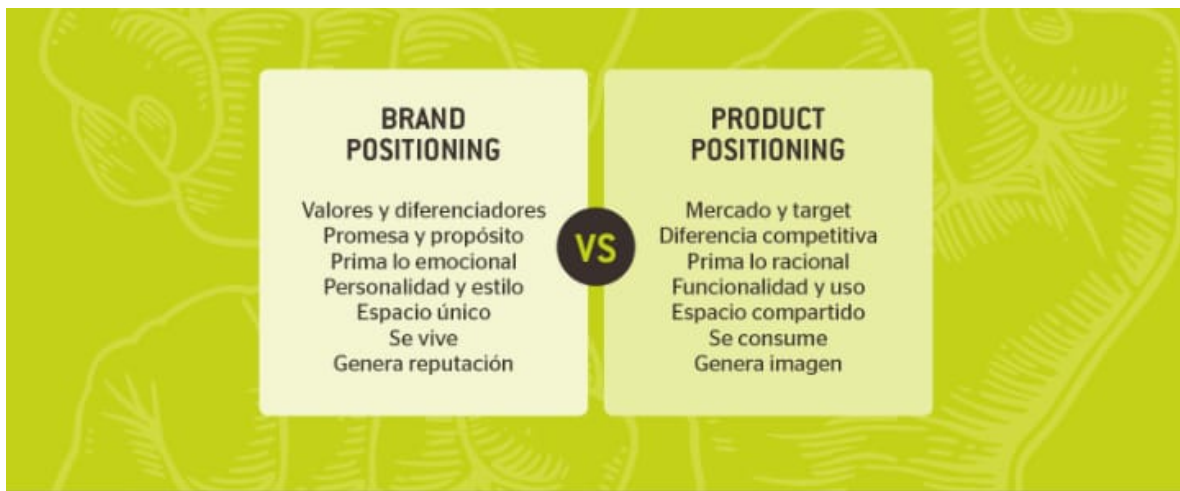 BRAND
POSITIONING
Valores y diferenciadores
Promesa y propósito
Prima lo emocional
Personalidad y estilo
Espacio único
Se vive
Genera reputación
VS
PRODUCT
POSITIONING
Mercado y target
Diferencia competitiva
Prima lo racional
Funcionalidad y uso
Espacio compartido
Se consume
Genera imagen